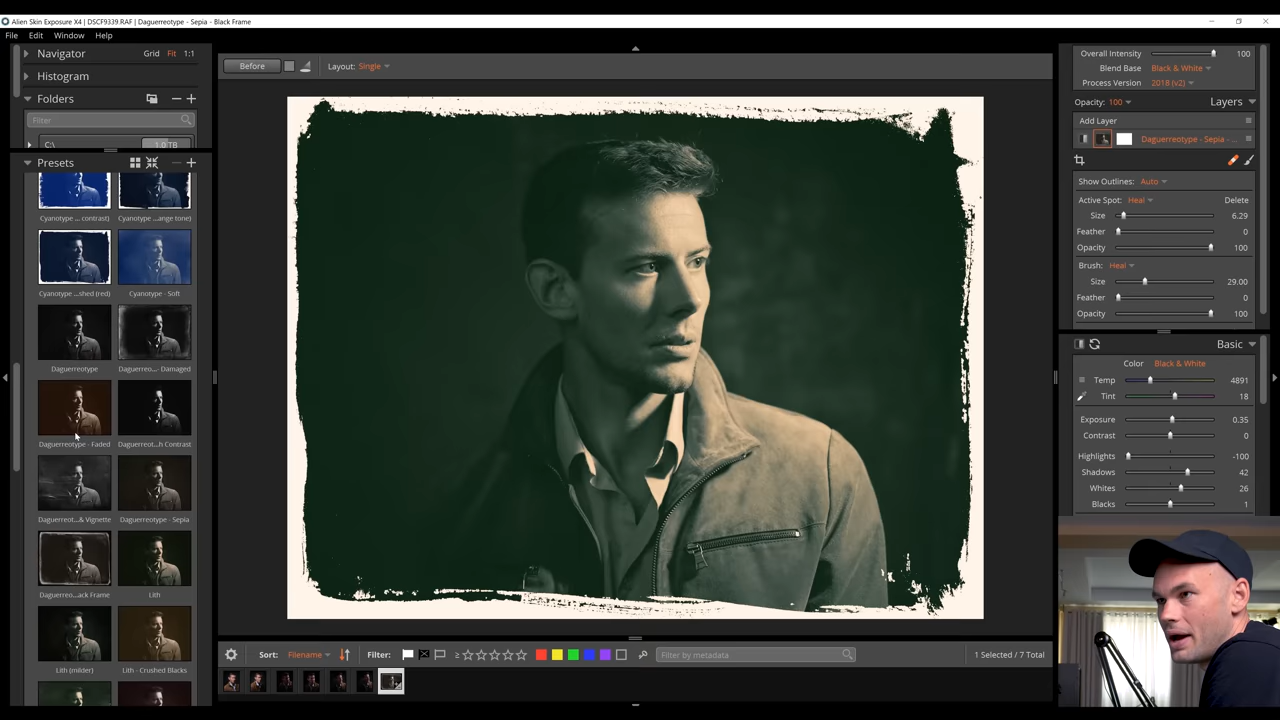 Alien Skin Exposure X4 | DSCF9339.RAF | Daguerreotype - Sepia - Black Frame
File Edit Window Help
Navigator Grid Fit 1:1
Histogram
Folders
Filter
C:\ 1.0 TB
Presets
Cyanotype ... contrast) Cyanotype ...ange tone)
Cyanotype ...shed (red) Cyanotype - Soft
Daguerreotype Daguerreo...- Damaged
Daguerreotype - Faded Daguerreot...h Contrast
Daguerreot...& Vignette Daguerreotype - Sepia
Daguerreo...ack Frame Lith
Lith (milder) Lith - Crushed Blacks
Before Layout: Single
Sort: Filename Filter: Filter by metadata 1 Selected / 7 Total
Overall Intensity 100
Blend Base Black & White
Process Version 2018 (v2)
Opacity: 100 Layers
Add Layer
Daguerreotype - Sepia - ...
Show Outlines: Auto
Active Spot: Heal Delete
Size 6.29
Feather 0
Opacity 100
Brush: Heal
Size 29.00
Feather 0
Opacity 100
Basic
Color Black & White
Temp 4891
Tint 18
Exposure 0.35
Contrast 0
Highlights -100
Shadows 42
Whites 26
Blacks 1